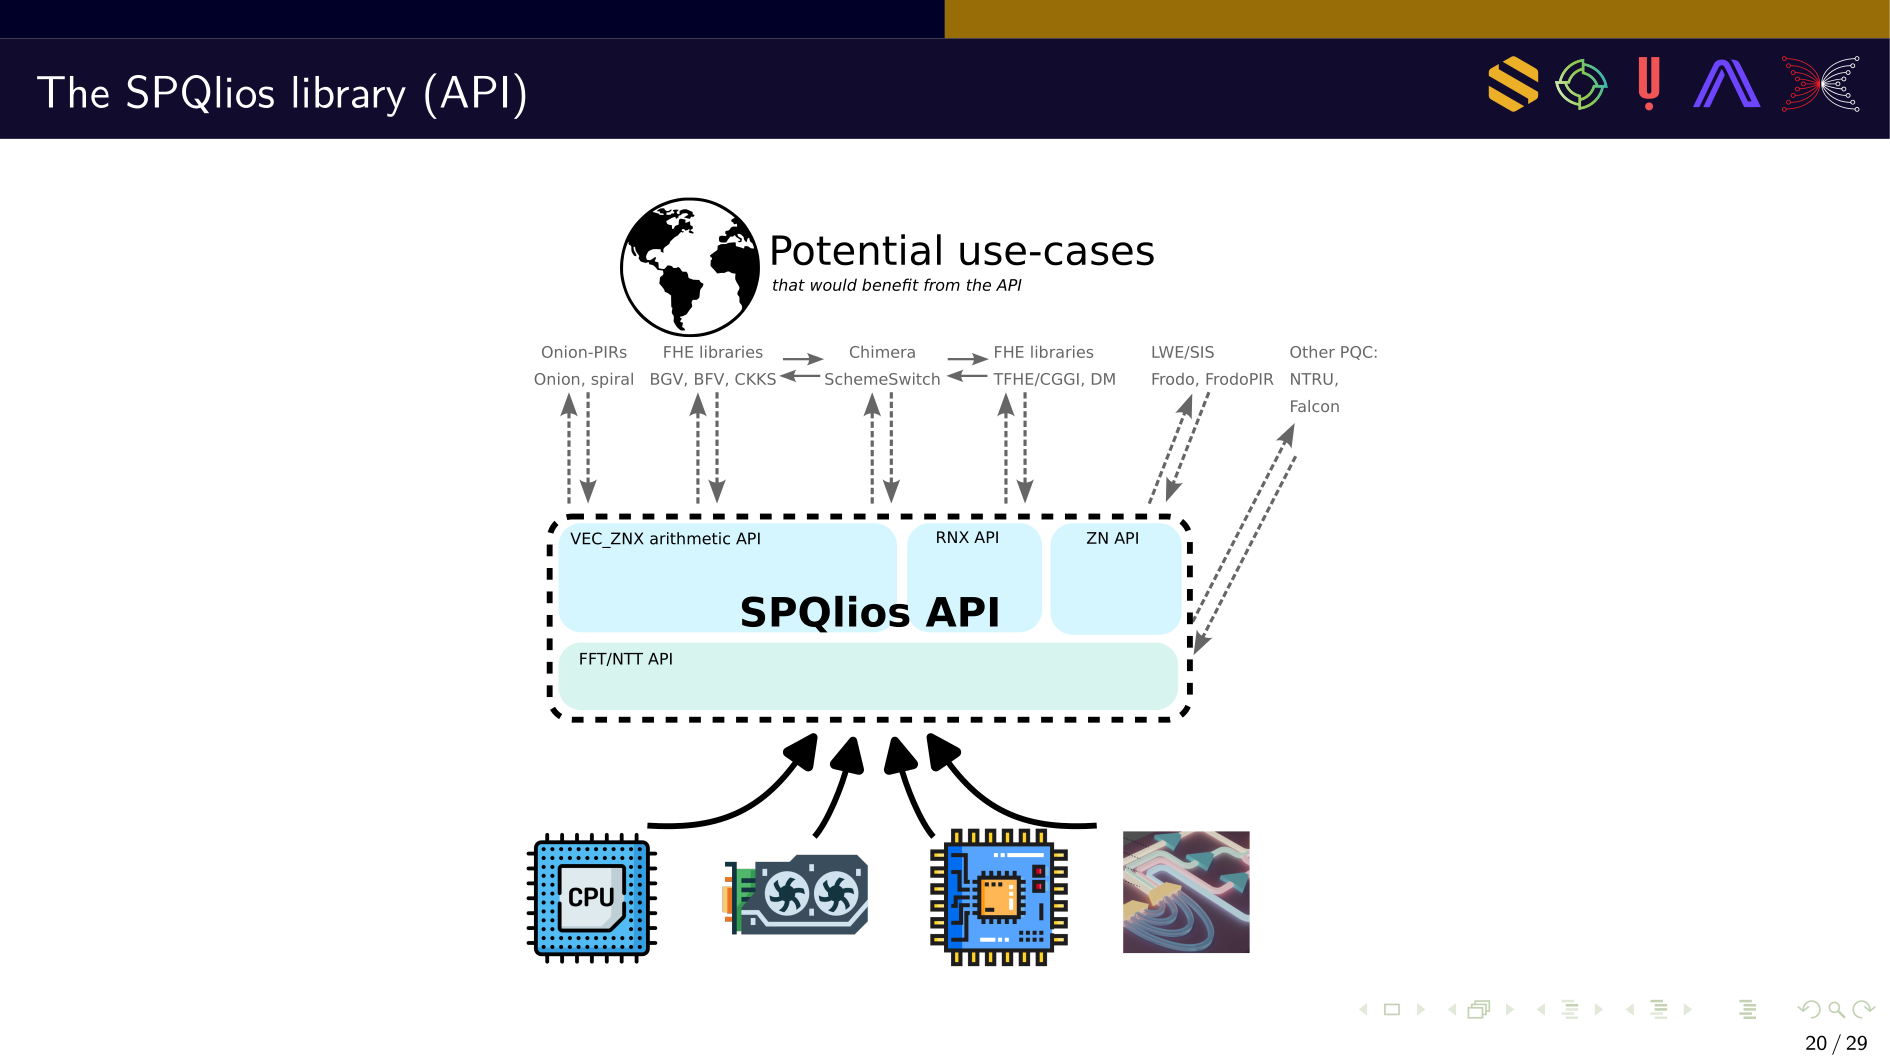 The SPQlios library (API)
Potential use-cases
that would benefit from the API
Onion-PIRs
Onion, spiral
FHE libraries
BGV, BFV, CKKS
Chimera
SchemeSwitch
FHE libraries
TFHE/CGGI, DM
LWE/SIS
Frodo, FrodoPIR
Other PQC:
NTRU,
Falcon
VEC_ZNX arithmetic API
RNX API
ZN API
SPQlios API
FFT/NTT API
CPU
20 / 29